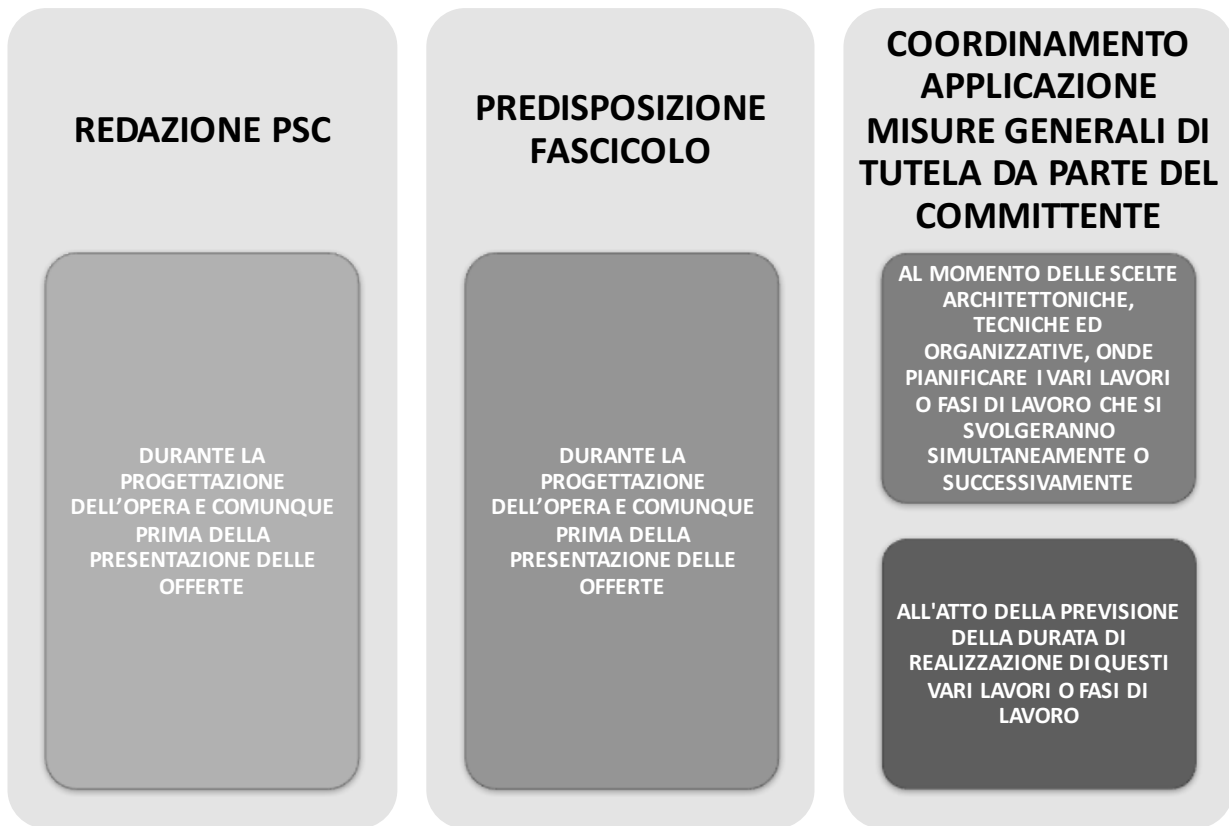 REDAZIONE PSC
DURANTE LA
PROGETTAZIONE
DELL'OPERA E COMUNQUE
PRIMA DELLA
PRESENTAZIONE DELLE
OFFERTE
PREDISPOSIZIONE
FASCICOLO
DURANTE LA
PROGETTAZIONE
DELL'OPERA E COMUNQUE
PRIMA DELLA
PRESENTAZIONE DELLE
OFFERTE
COORDINAMENTO
APPLICAZIONE
MISURE GENERALI DI
TUTELA DA PARTE DEL
COMMITTENTE
AL MOMENTO DELLE SCELTE
ARCHITETTONICHE,
TECNICHE ED
ORGANIZZATIVE, ONDE
PIANIFICARE I VARI LAVORI
O FASI DI LAVORO CHE SI
SVOLGERANNO
SIMULTANEAMENTE O
SUCCESSIVAMENTE
ALL'ATTO DELLA PREVISIONE
DELLA DURATA DI
REALIZZAZIONE DI QUESTI
VARI LAVORI O FASI DI
LAVORO